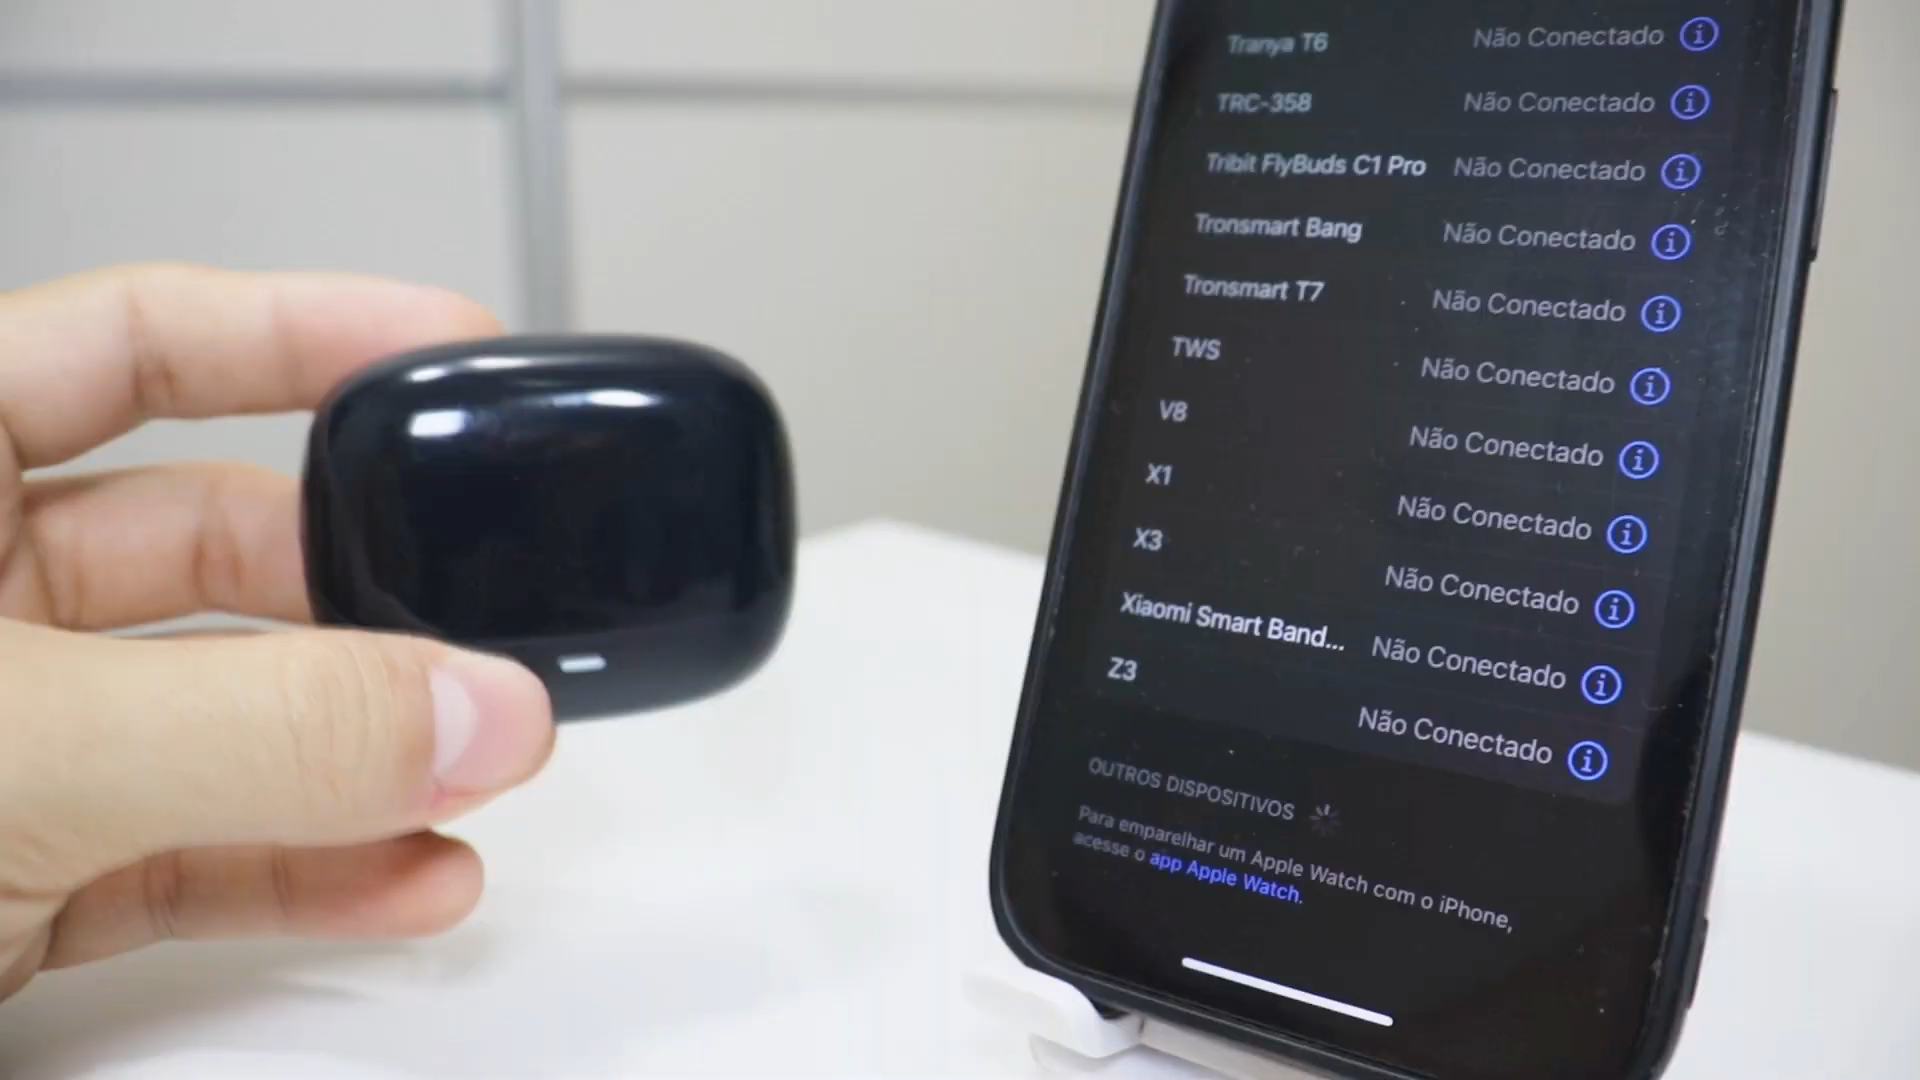 Tranya T6 Não Conectado
TRC-358 Não Conectado
Tribit FlyBuds C1 Pro Não Conectado
Tronsmart Bang Não Conectado
Tronsmart T7 Não Conectado
TWS Não Conectado
V8 Não Conectado
X1 Não Conectado
X3 Não Conectado
Xiaomi Smart Band... Não Conectado
Z3 Não Conectado
OUTROS DISPOSITIVOS
Para emparelhar um Apple Watch com o iPhone,
acesse o app Apple Watch.